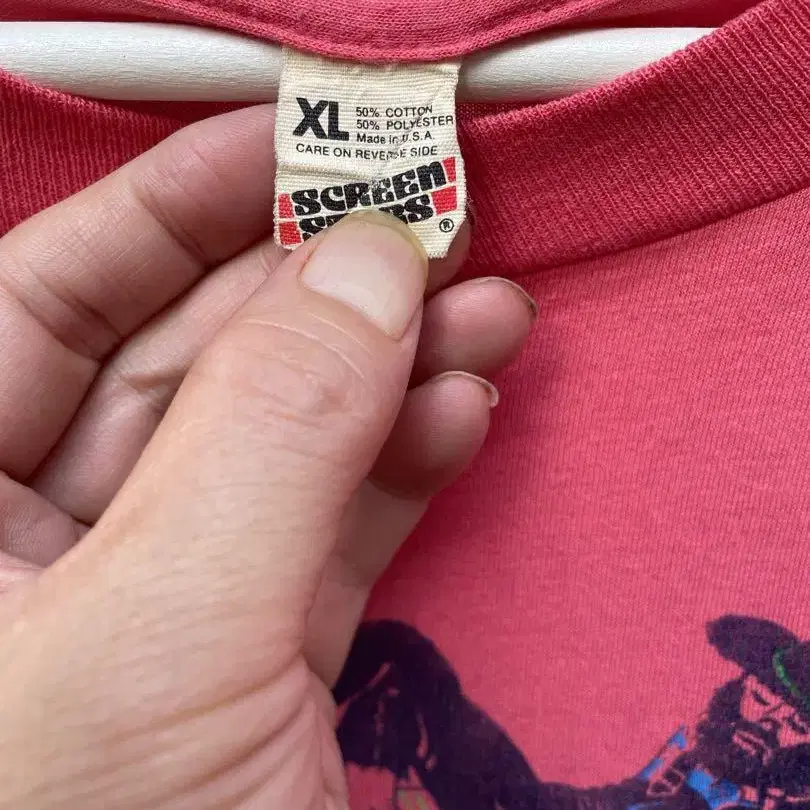 XL
50% COTTON
50% POLYESTER
Made in U.S.A
CARE ON REVERSE SIDE
SCREEN
®